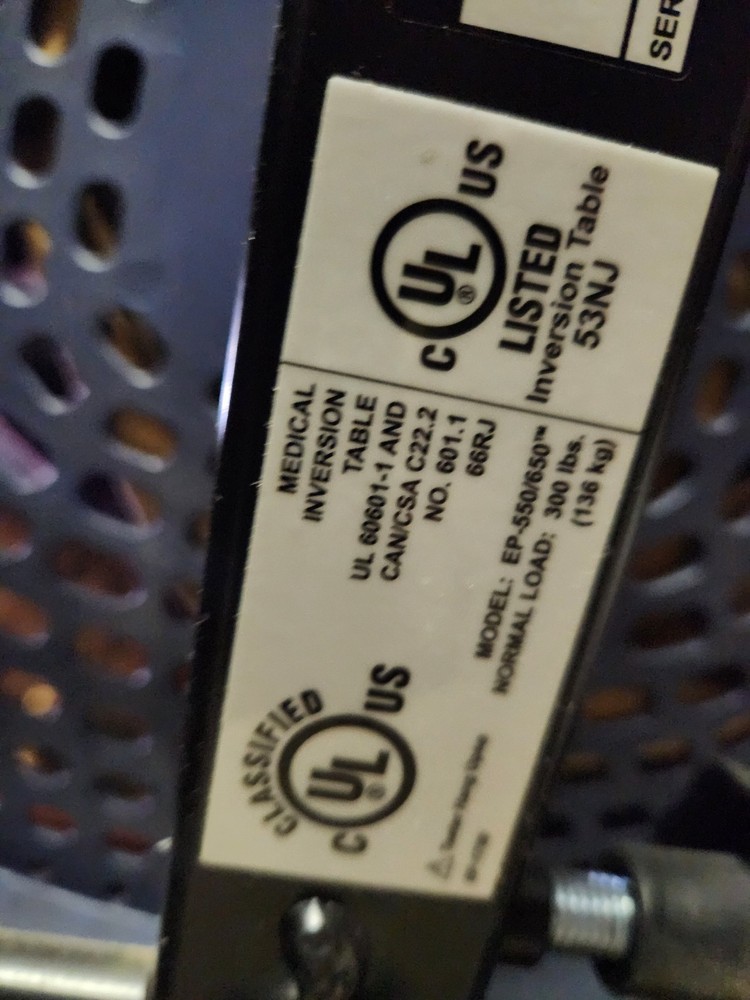 SER
C UL US
®
LISTED
Inversion Table
53NJ
MEDICAL
INVERSION
TABLE
UL 60601-1 AND
CAN/CSA C22.2
NO. 601.1
66RJ
CLASSIFIED
C UL US
®
MODEL: EP-550/650™
NORMAL LOAD: 300 lbs.
(136 kg)